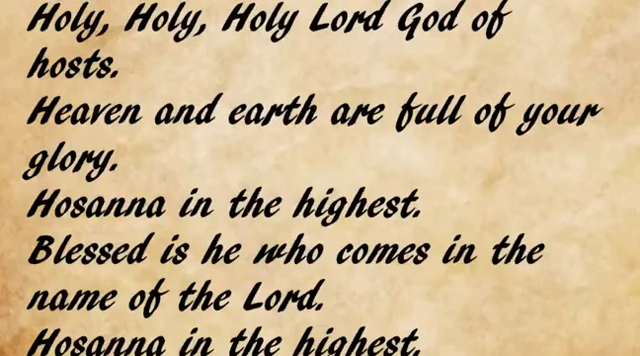 Holy, Holy, Holy Lord God of
hosts.
Heaven and earth are full of your
glory.
Hosanna in the highest.
Blessed is he who comes in the
name of the Lord.
Hosanna in the highest.